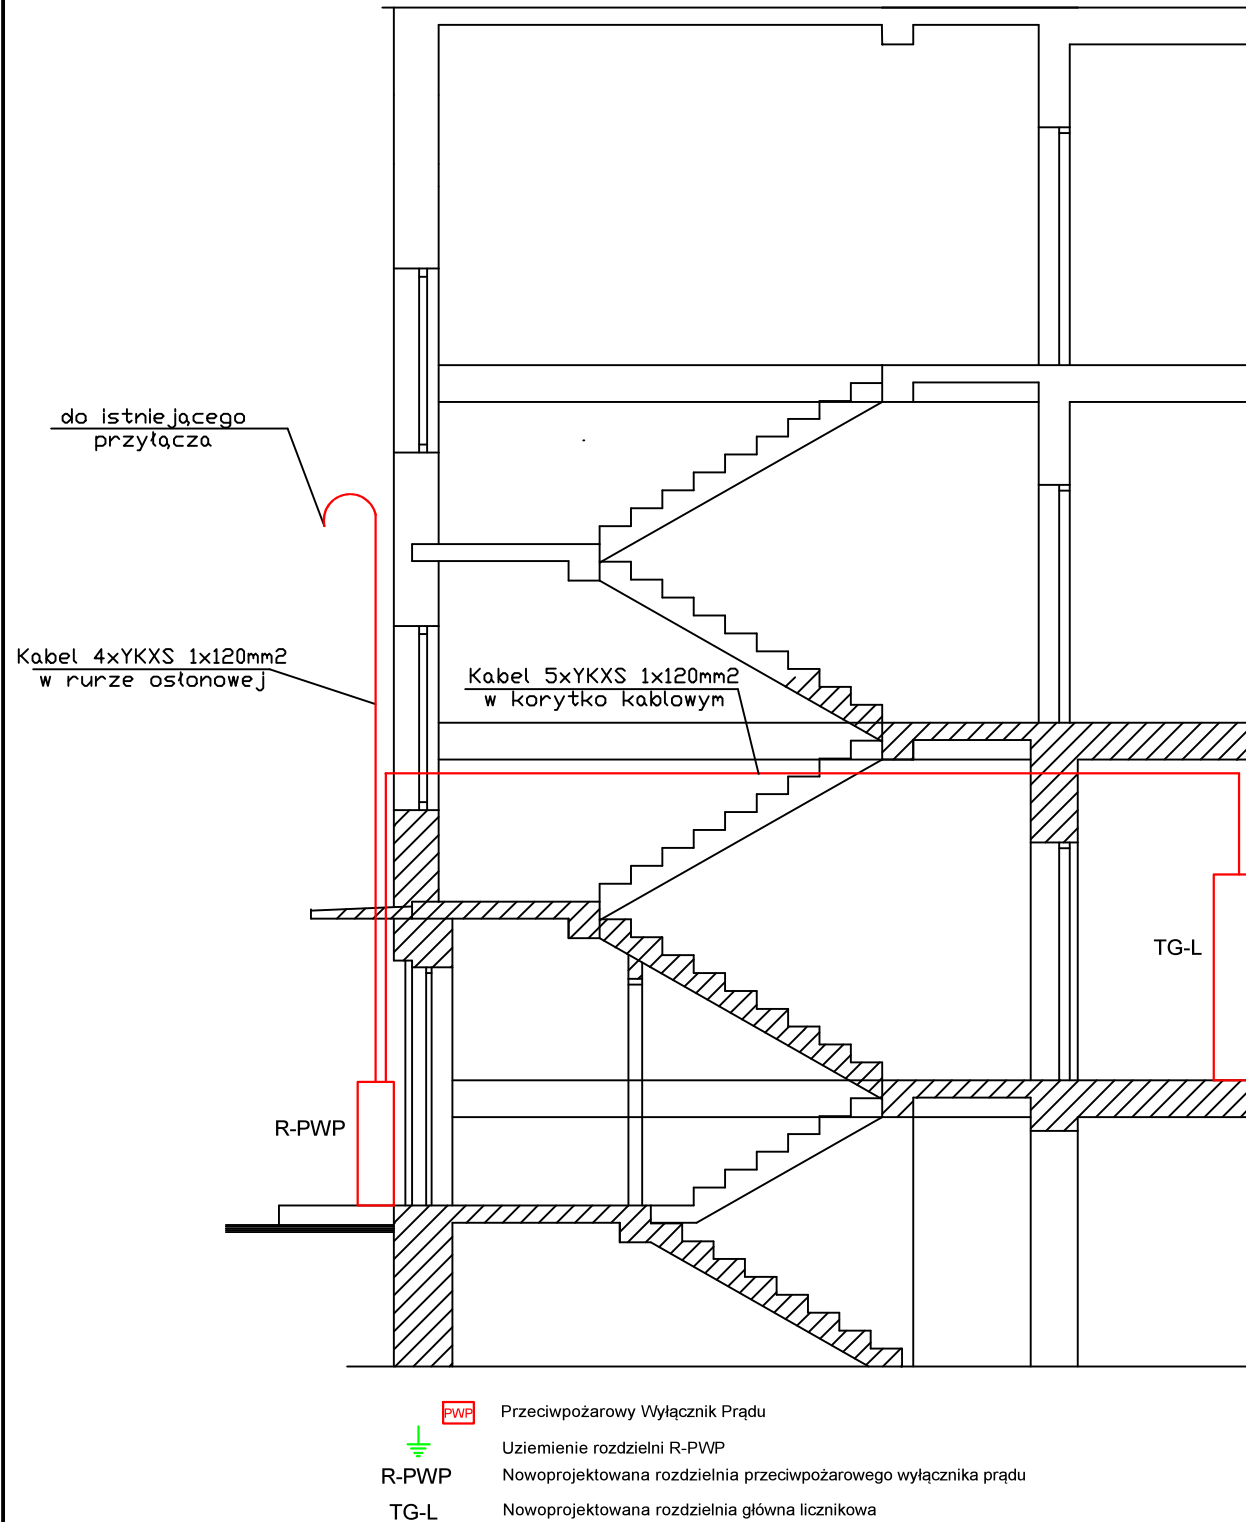 do istniejącego
przyłącza
Kabel 4xYKXS 1x120mm2
w rurze osłonowej
Kabel 5xYKXS 1x120mm2
w korytko kablowym
TG-L
R-PWP
PWP Przeciwpożarowy Wyłącznik Prądu
Uziemienie rozdzielni R-PWP
R-PWP Nowoprojektowana rozdzielnia przeciwpożarowego wyłącznika prądu
TG-L Nowoprojektowana rozdzielnia główna licznikowa